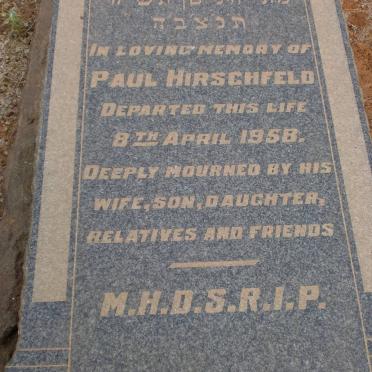 תנצבה
IN LOVING MEMORY OF
PAUL HIRSCHFELD
DEPARTED THIS LIFE
8TH APRIL 1958.
DEEPLY MOURNED BY HIS
WIFE, SON, DAUGHTER,
RELATIVES AND FRIENDS
M.H.D.S.R.I.P.